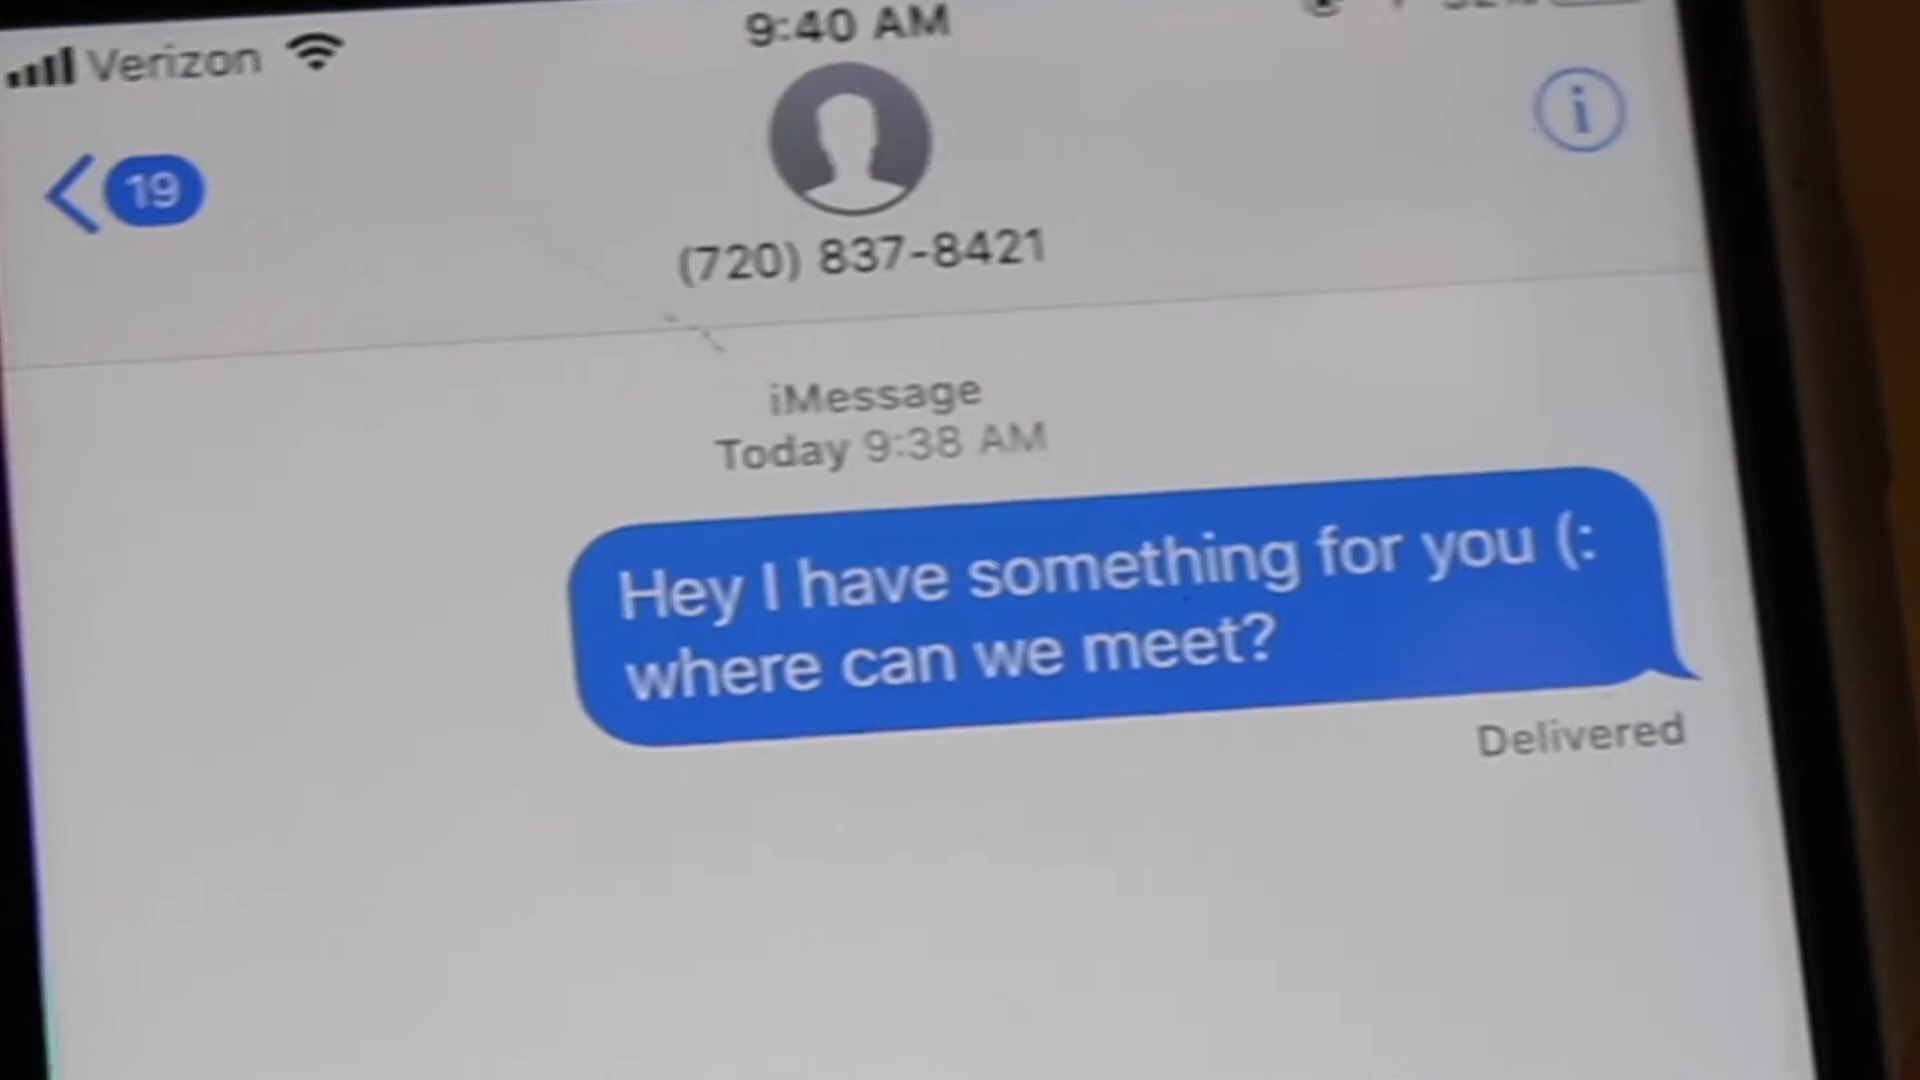 Verizon
9:40 AM
19
i
(720) 837-8421
iMessage
Today 9:38 AM
Hey I have something for you (:
where can we meet?
Delivered